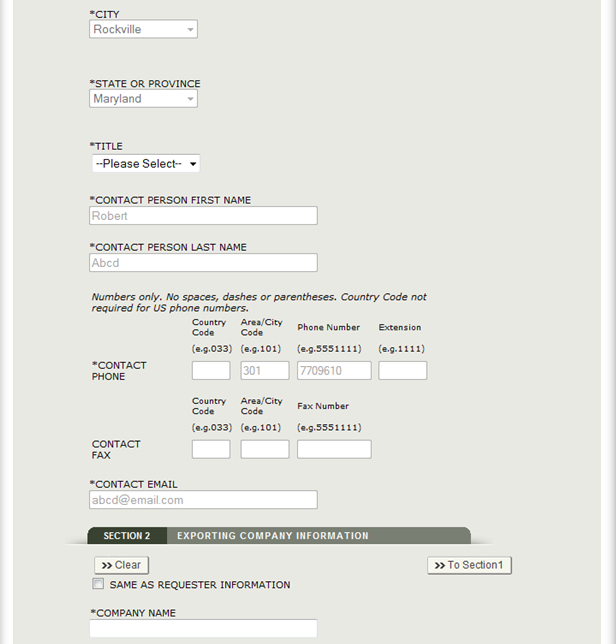 *CITY
Rockville
*STATE OR PROVINCE
Maryland
*TITLE
--Please Select--
*CONTACT PERSON FIRST NAME
Robert
*CONTACT PERSON LAST NAME
Abcd
Numbers only. No spaces, dashes or parentheses. Country Code not
required for US phone numbers.
Country Code Area/City Code Phone Number Extension
(e.g.033) (e.g.101) (e.g.5551111) (e.g.1111)
*CONTACT PHONE 301 7709610
Country Code Area/City Code Fax Number
(e.g.033) (e.g.101) (e.g.5551111)
CONTACT FAX
*CONTACT EMAIL
abcd@email.com
SECTION 2 EXPORTING COMPANY INFORMATION
>> Clear >> To Section1
SAME AS REQUESTER INFORMATION
*COMPANY NAME